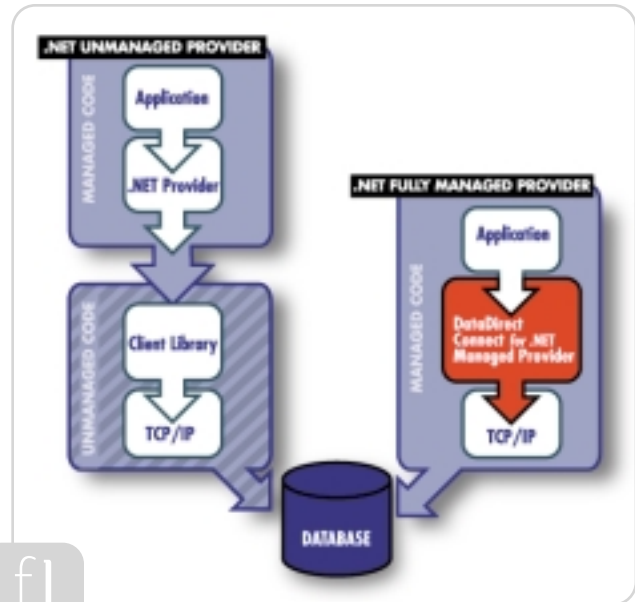 .NET UNMANAGED PROVIDER
MANAGED CODE
Application
.NET Provider
UNMANAGED CODE
Client Library
TCP/IP
.NET FULLY MANAGED PROVIDER
MANAGED CODE
Application
DataDirect
Connect for .NET
Managed Provider
TCP/IP
DATABASE
f1